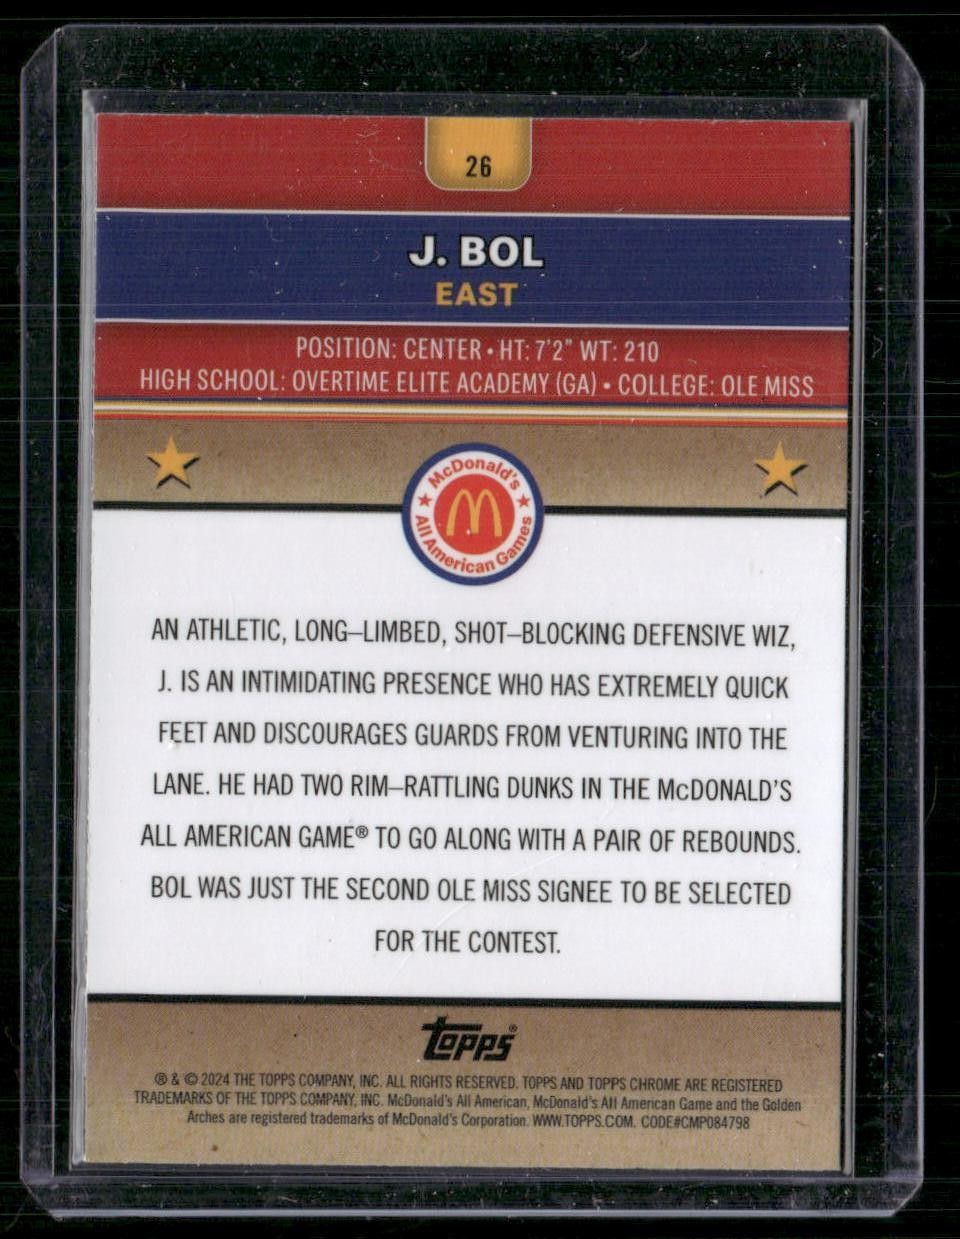 26
J. BOL
EAST
POSITION: CENTER • HT: 7'2" WT: 210
HIGH SCHOOL: OVERTIME ELITE ACADEMY (GA) • COLLEGE: OLE MISS
McDonald's
All American Games
AN ATHLETIC, LONG–LIMBED, SHOT–BLOCKING DEFENSIVE WIZ,
J. IS AN INTIMIDATING PRESENCE WHO HAS EXTREMELY QUICK
FEET AND DISCOURAGES GUARDS FROM VENTURING INTO THE
LANE. HE HAD TWO RIM–RATTLING DUNKS IN THE McDONALD'S
ALL AMERICAN GAME® TO GO ALONG WITH A PAIR OF REBOUNDS.
BOL WAS JUST THE SECOND OLE MISS SIGNEE TO BE SELECTED
FOR THE CONTEST.
topps®
® & © 2024 THE TOPPS COMPANY, INC. ALL RIGHTS RESERVED. TOPPS AND TOPPS CHROME ARE REGISTERED
TRADEMARKS OF THE TOPPS COMPANY, INC. McDonald's All American, McDonald's All American Game and the Golden
Arches are registered trademarks of McDonald's Corporation. WWW.TOPPS.COM. CODE#CMP084798